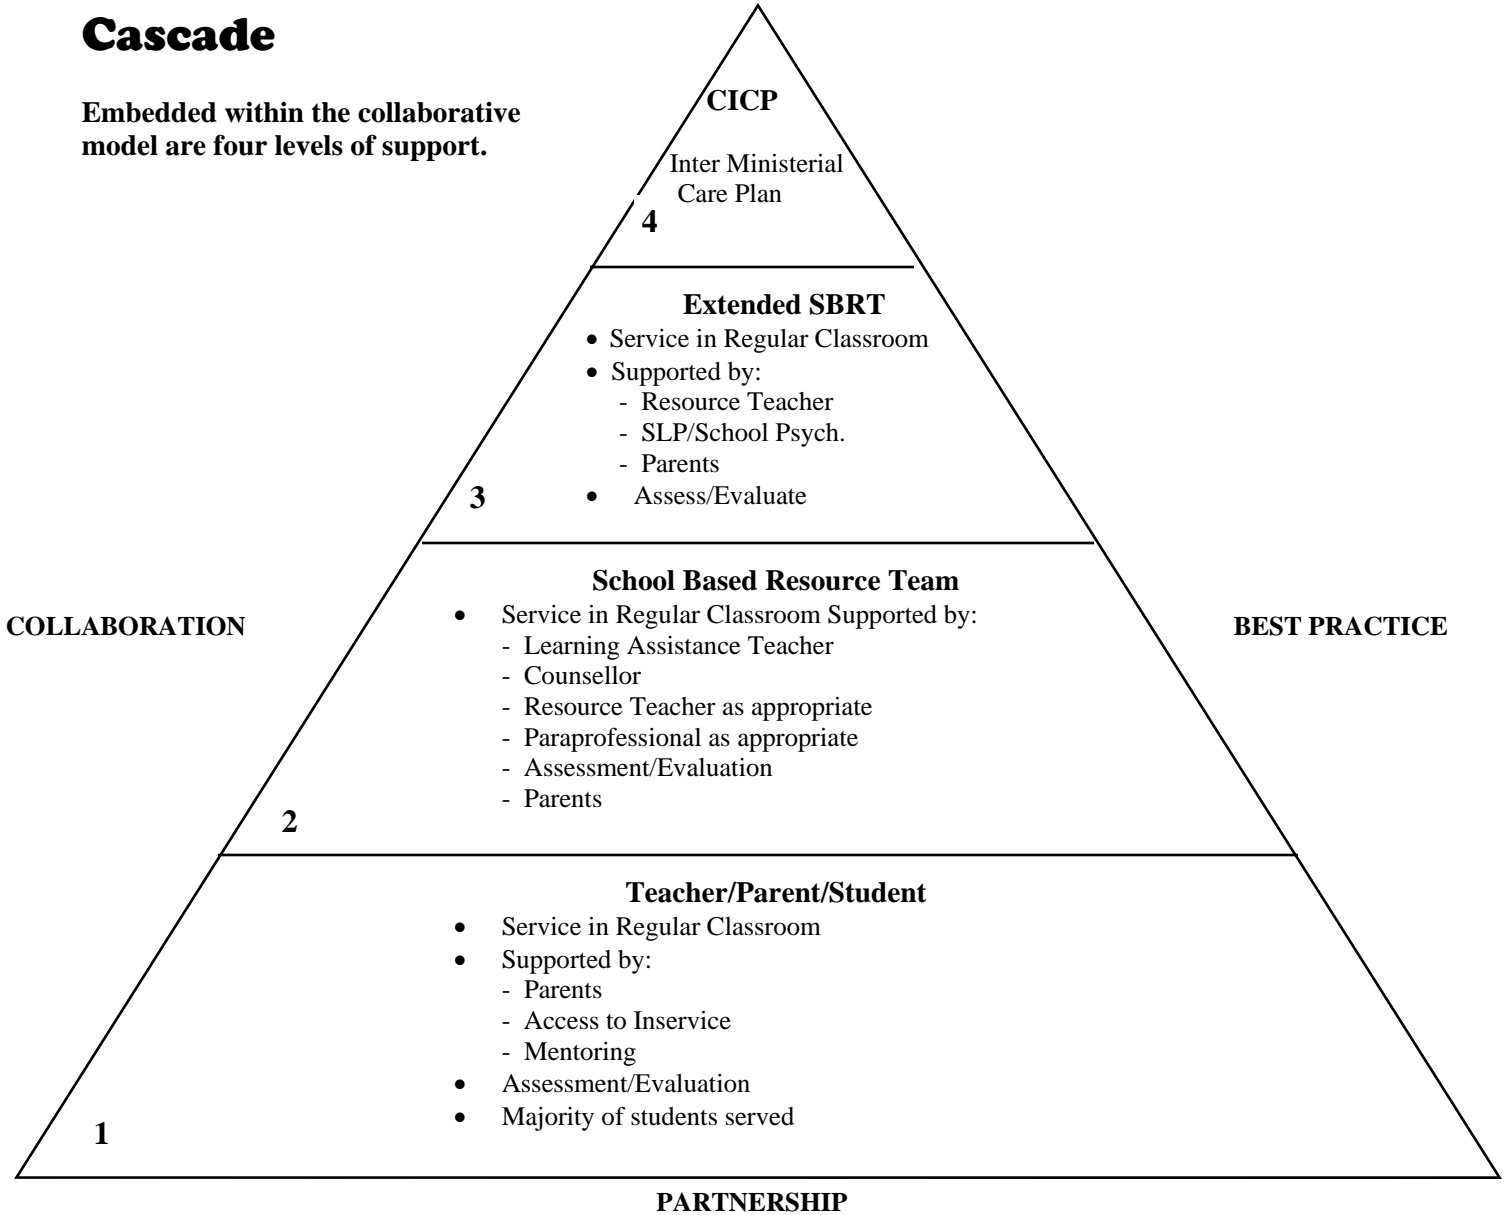 Cascade
Embedded within the collaborative
model are four levels of support.
CICP
Inter Ministerial
Care Plan
4
Extended SBRT
• Service in Regular Classroom
• Supported by:
- Resource Teacher
- SLP/School Psych.
- Parents
• Assess/Evaluate
3
School Based Resource Team
• Service in Regular Classroom Supported by:
- Learning Assistance Teacher
- Counsellor
- Resource Teacher as appropriate
- Paraprofessional as appropriate
- Assessment/Evaluation
- Parents
2
COLLABORATION
BEST PRACTICE
Teacher/Parent/Student
• Service in Regular Classroom
• Supported by:
- Parents
- Access to Inservice
- Mentoring
• Assessment/Evaluation
• Majority of students served
1
PARTNERSHIP